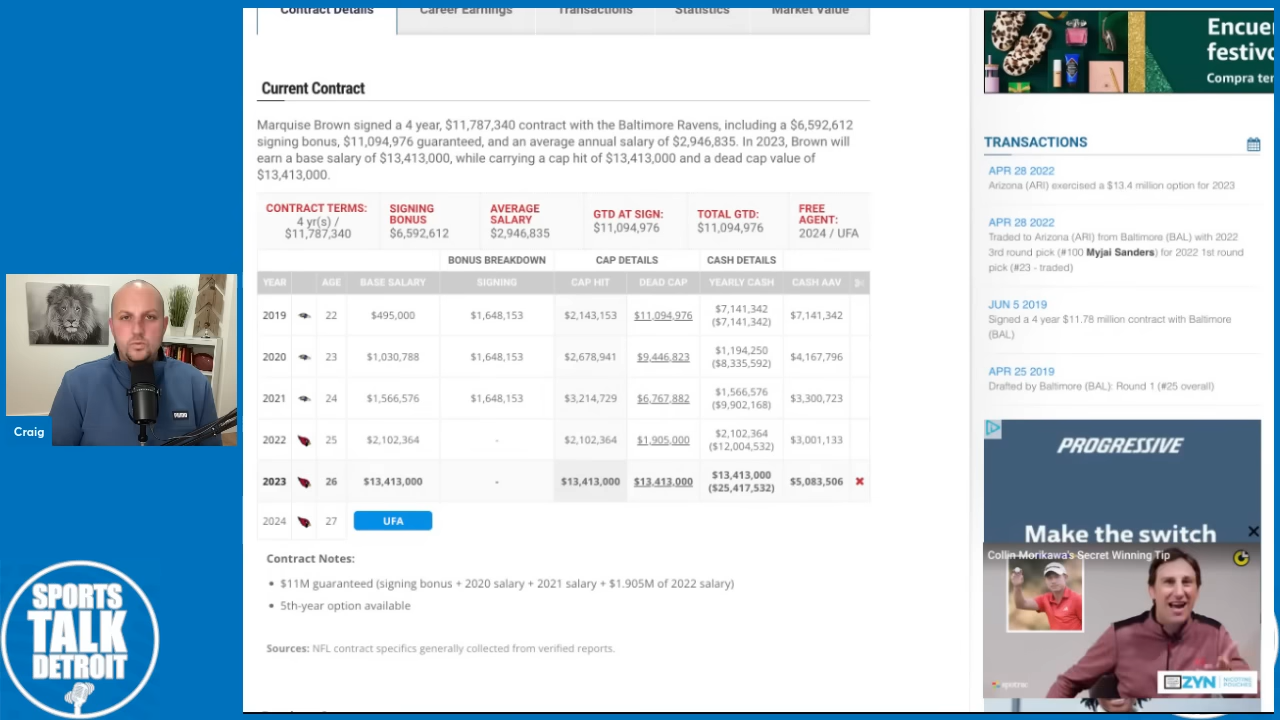 Contract Details
Career Earnings
Transactions
Statistics
Market Value
Current Contract
Marquise Brown signed a 4 year, $11,787,340 contract with the Baltimore Ravens, including a $6,592,612
signing bonus, $11,094,976 guaranteed, and an average annual salary of $2,946,835. In 2023, Brown will
earn a base salary of $13,413,000, while carrying a cap hit of $13,413,000 and a dead cap value of
$13,413,000.
CONTRACT TERMS:
4 yr(s) /
$11,787,340
SIGNING
BONUS
$6,592,612
AVERAGE
SALARY
$2,946,835
GTD AT SIGN:
$11,094,976
TOTAL GTD:
$11,094,976
FREE
AGENT:
2024 / UFA
BONUS BREAKDOWN CAP DETAILS CASH DETAILS
YEAR AGE BASE SALARY SIGNING CAP HIT DEAD CAP YEARLY CASH CASH AAV
2019 22 $495,000 $1,648,153 $2,143,153 $11,094,976 $7,141,342 ($7,141,342) $7,141,342
2020 23 $1,030,788 $1,648,153 $2,678,941 $9,446,823 $1,194,250 ($8,335,592) $4,167,796
2021 24 $1,566,576 $1,648,153 $3,214,729 $6,767,882 $1,566,576 ($9,902,168) $3,300,723
2022 25 $2,102,364 - $2,102,364 $1,905,000 $2,102,364 ($12,004,532) $3,001,133
2023 26 $13,413,000 - $13,413,000 $13,413,000 $13,413,000 ($25,417,532) $5,083,506
2024 27 UFA
Contract Notes:
• $11M guaranteed (signing bonus + 2020 salary + 2021 salary + $1.905M of 2022 salary)
• 5th-year option available
Sources: NFL contract specifics generally collected from verified reports.
Compra
TRANSACTIONS
APR 28 2022
Arizona (ARI) exercised a $13.4 million option for 2023
APR 28 2022
Traded to Arizona (ARI) from Baltimore (BAL) with 2022
3rd round pick (#100 Myjai Sanders) for 2022 1st round
pick (#23 - traded)
JUN 5 2019
Signed a 4 year $11.78 million contract with Baltimore
(BAL)
APR 25 2019
Drafted by Baltimore (BAL): Round 1 (#25 overall)
PROGRESSIVE
Make the switch
Collin Morikawa's Secret Winning Tip
spotrac
ZYN NICOTINE
POUCHES
Craig
SPORTS
TALK
DETROIT